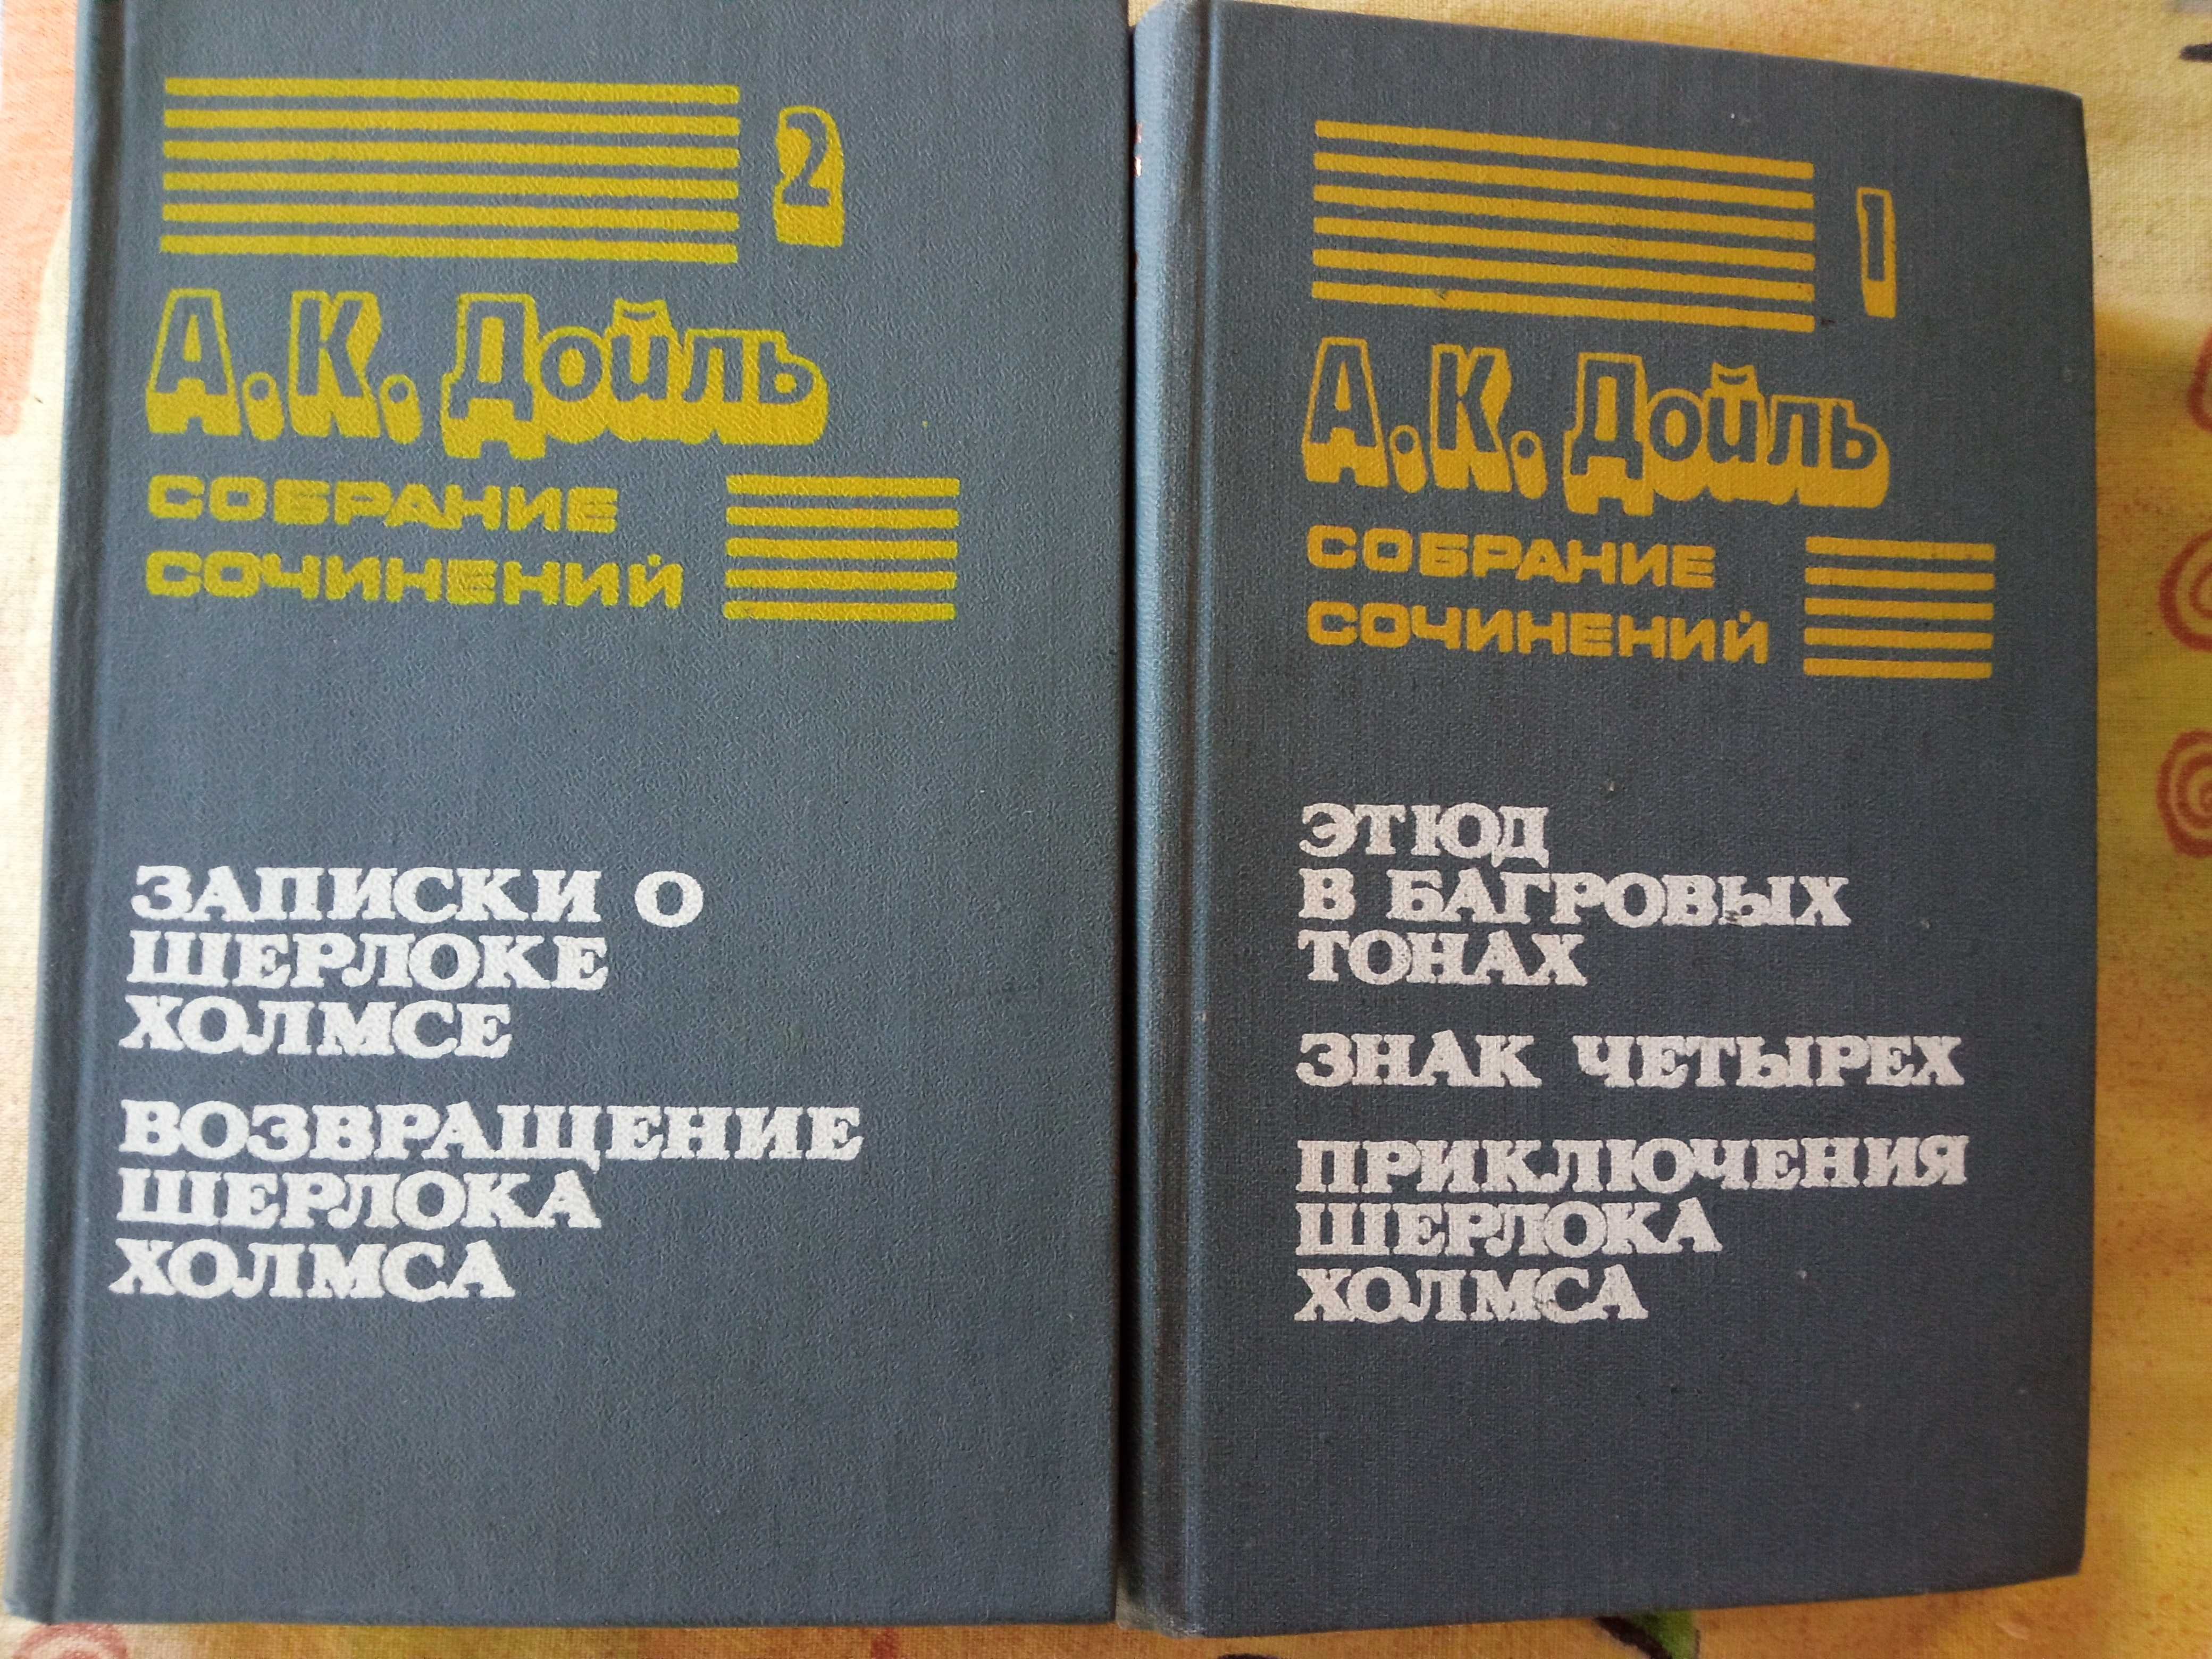 2
А.К. Дойль
СОБРАНИЕ
СОЧИНЕНИЙ
ЗАПИСКИ О
ШЕРЛОКЕ
ХОЛМСЕ
ВОЗВРАЩЕНИЕ
ШЕРЛОКА
ХОЛМСА
1
А.К. Дойль
СОБРАНИЕ
СОЧИНЕНИЙ
ЭТЮД
В БАГРОВЫХ
ТОНАХ
ЗНАК ЧЕТЫРЕХ
ПРИКЛЮЧЕНИЯ
ШЕРЛОКА
ХОЛМСА